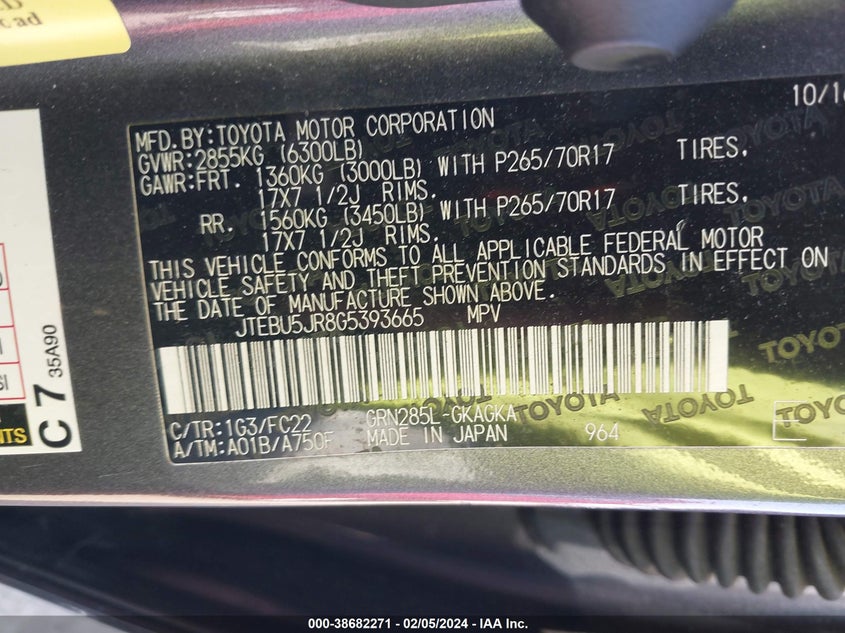 D
t ad
10/16
MFD.BY:TOYOTA MOTOR CORPORATION
GVWR:2855KG (6300LB)
GAWR:FRT. 1360KG (3000LB) WITH P265/70R17 TIRES.
17X7 1/2J RIMS.
RR. 1560KG (3450LB) WITH P265/70R17 TIRES.
17X7 1/2J RIMS.
THIS VEHICLE CONFORMS TO ALL APPLICABLE FEDERAL MOTOR
VEHICLE SAFETY AND THEFT PREVENTION STANDARDS IN EFFECT ON
THE DATE OF MANUFACTURE SHOWN ABOVE.
JTEBU5JR8G5393665 MPV
C/TR:1G3/FC22 GRN285L-GKAGKA
A/TM:A01B/A750F MADE IN JAPAN 964
C 7 35A90
NTS
TOYOTA
000-38682271 - 02/05/2024 - IAA Inc.